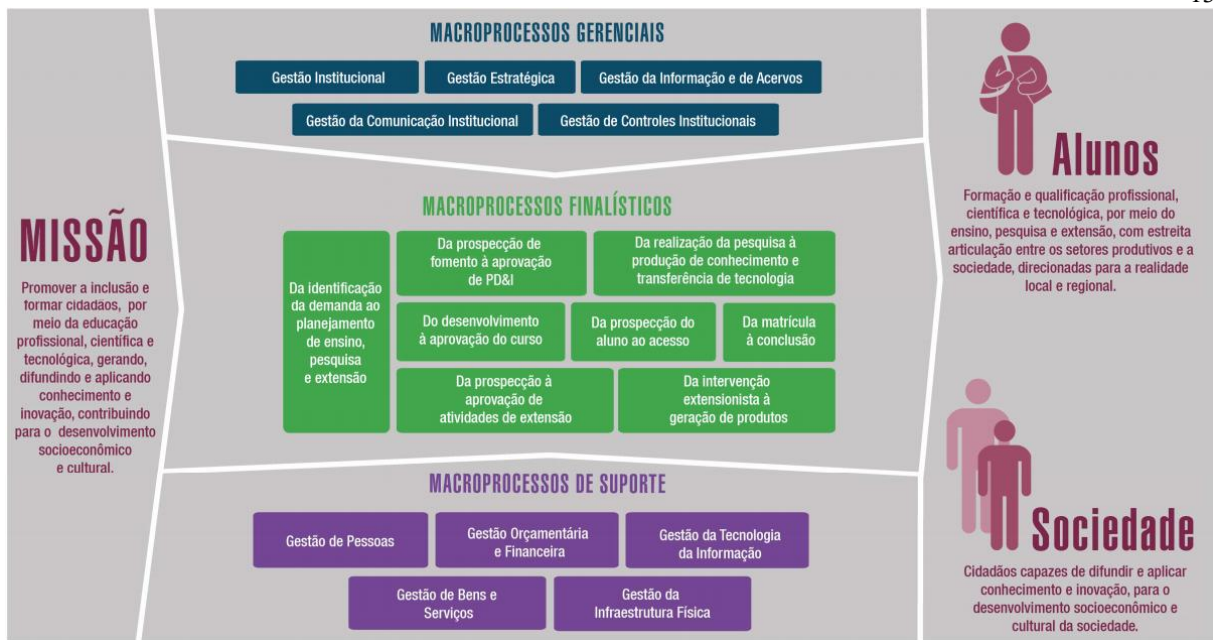 MACROPROCESSOS GERENCIAIS
Gestão Institucional
Gestão Estratégica
Gestão da Informação e de Acervos
Gestão da Comunicação Institucional
Gestão de Controles Institucionais
MISSÃO
Promover a inclusão e
formar cidadãos, por
meio da educação
profissional, científica e
tecnológica, gerando,
difundindo e aplicando
conhecimento e
inovação, contribuindo
para o desenvolvimento
socioeconômico
e cultural.
MACROPROCESSOS FINALÍSTICOS
Da identificação
da demanda ao
planejamento
de ensino,
pesquisa
e extensão
Da prospecção de
fomento à aprovação
de PD&I
Da realização da pesquisa à
produção de conhecimento e
transferência de tecnologia
Do desenvolvimento
à aprovação do curso
Da prospecção do
aluno ao acesso
Da matrícula
à conclusão
Da prospecção à
aprovação de
atividades de extensão
Da intervenção
extensionista à
geração de produtos
MACROPROCESSOS DE SUPORTE
Gestão de Pessoas
Gestão Orçamentária
e Financeira
Gestão da Tecnologia
da Informação
Gestão de Bens e
Serviços
Gestão da
Infraestrutura Física
Alunos
Formação e qualificação profissional,
científica e tecnológica, por meio do
ensino, pesquisa e extensão, com estreita
articulação entre os setores produtivos e a
sociedade, direcionadas para a realidade
local e regional.
Sociedade
Cidadãos capazes de difundir e aplicar
conhecimento e inovação, para o
desenvolvimento socioeconômico e
cultural da sociedade.